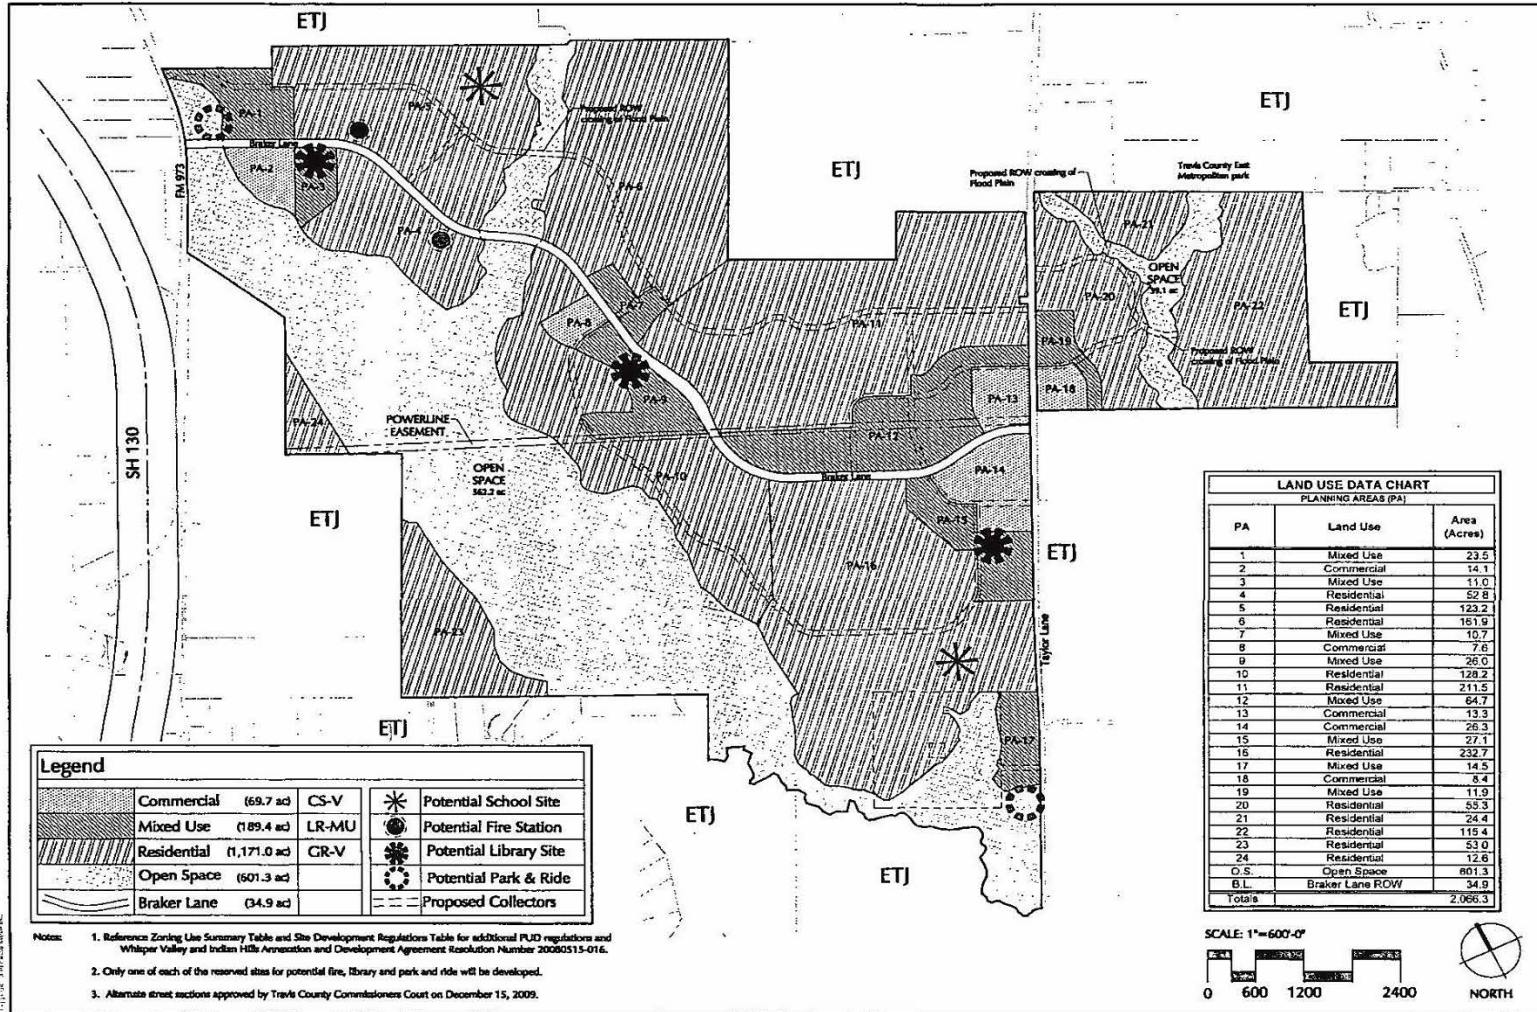 ETJ
ETJ
ETJ
ETJ
ETJ
ETJ
ETJ
ETJ
ETJ
PA-1
Braker Lane
PA-2
PA-3
PA-4
PA-5
Proposed ROW
crossing of Flood Plain
PA-6
FM 973
SH 130
PA-7
PA-8
PA-9
PA-10
PA-11
PA-12
PA-13
PA-14
PA-15
PA-16
PA-17
PA-18
PA-19
PA-20
PA-21
PA-22
PA-23
PA-24
Proposed ROW crossing of
Flood Plain
Travis County East
Metropolitan park
OPEN
SPACE
39.1 ac
Proposed ROW
crossing of Flood Plain
POWERLINE
EASEMENT
OPEN
SPACE
562.2 ac
Braker Lane
Taylor Lane
LAND USE DATA CHART
PLANNING AREAS (PA)
PA Land Use Area (Acres)
1 Mixed Use 23.5
2 Commercial 14.1
3 Mixed Use 11.0
4 Residential 52.8
5 Residential 123.2
6 Residential 161.9
7 Mixed Use 10.7
8 Commercial 7.6
9 Mixed Use 26.0
10 Residential 128.2
11 Residential 211.5
12 Mixed Use 64.7
13 Commercial 13.3
14 Commercial 26.3
15 Mixed Use 27.1
16 Residential 232.7
17 Mixed Use 14.5
18 Commercial 8.4
19 Mixed Use 11.9
20 Residential 55.3
21 Residential 24.4
22 Residential 115.4
23 Residential 53.0
24 Residential 12.6
O.S. Open Space 601.3
B.L. Braker Lane ROW 34.9
Totals 2,066.3
Legend
Commercial (69.7 ac) CS-V Potential School Site
Mixed Use (189.4 ac) LR-MU Potential Fire Station
Residential (1,171.0 ac) GR-V Potential Library Site
Open Space (601.3 ac) Potential Park & Ride
Braker Lane (34.9 ac) Proposed Collectors
Notes: 1. Reference Zoning Use Summary Table and Site Development Regulations Table for additional PUD regulations and
Whisper Valley and Indian Hills Annexation and Development Agreement Resolution Number 20080515-016.
2. Only one of each of the reserved sites for potential fire, library and park and ride will be developed.
3. Alternate street sections approved by Travis County Commissioners Court on December 15, 2009.
SCALE: 1"=600'-0"
0 600 1200 2400
NORTH